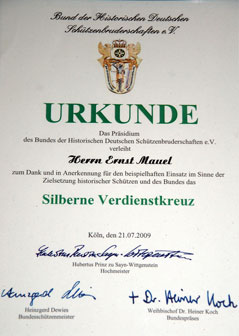 Bund der Historischen Deutschen
Schützenbruderschaften e.V.
URKUNDE
Das Präsidium
des Bundes der Historischen Deutschen Schützenbruderschaften e.V.
verleiht
Herrn Ernst Mauel
zum Dank und in Anerkennung für den beispielhaften Einsatz im Sinne der
Zielsetzung historischer Schützen und des Bundes das
Silberne Verdienstkreuz
Köln, den 21.07.2009
Hubertus Prinz zu Sayn-Wittgenstein
Hochmeister
+ Dr. Heiner Koch
Heinzgerd Dewies
Bundesschützenmeister
Weihbischof Dr. Heiner Koch
Bundespräses